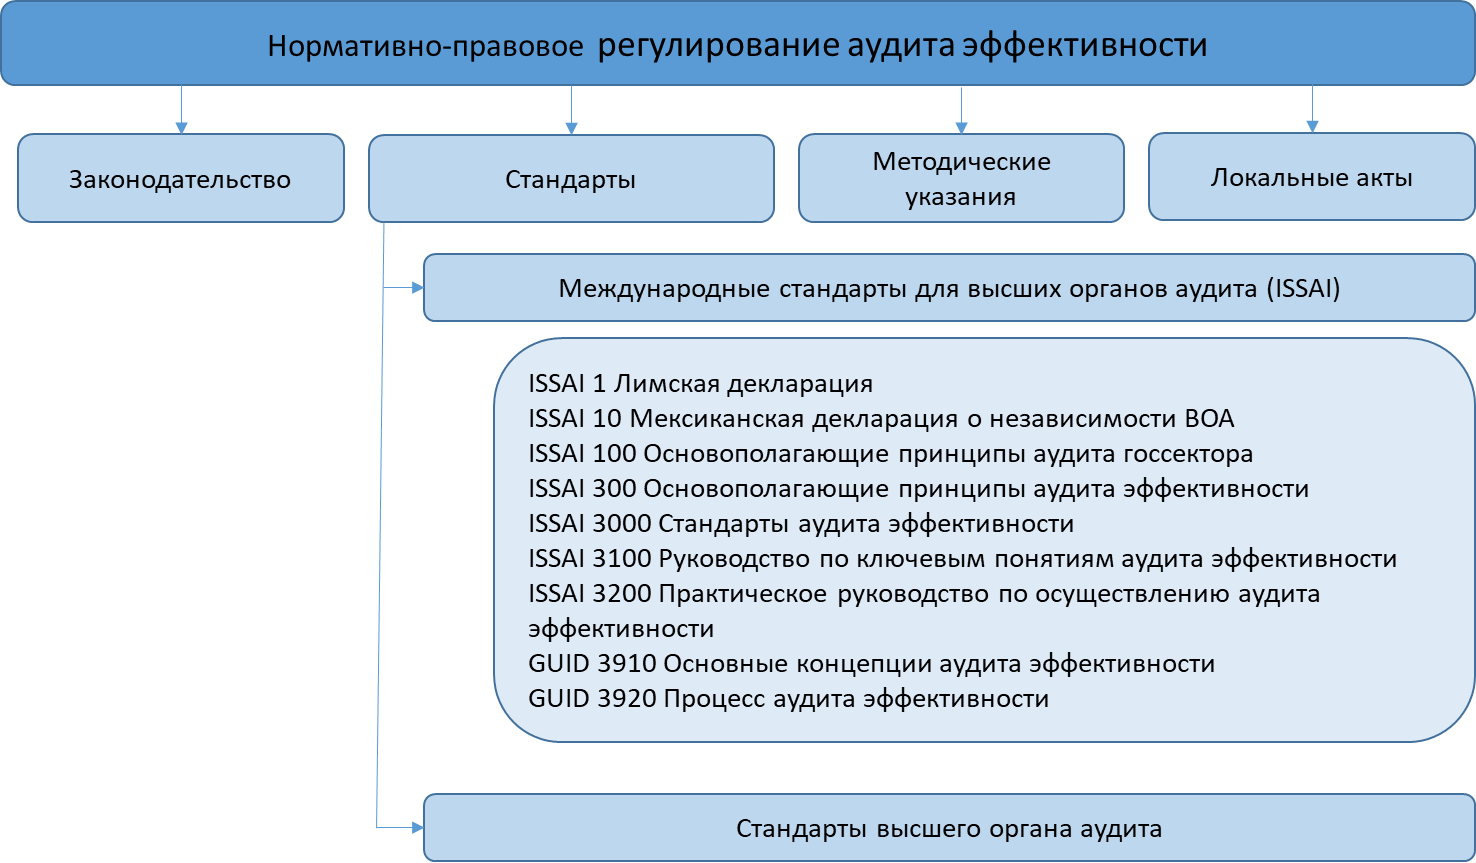 Нормативно-правовое регулирование аудита эффективности
Законодательство
Стандарты
Методические
указания
Локальные акты
Международные стандарты для высших органов аудита (ISSAI)
ISSAI 1 Лимская декларация
ISSAI 10 Мексиканская декларация о независимости ВОА
ISSAI 100 Основополагающие принципы аудита госсектора
ISSAI 300 Основополагающие принципы аудита эффективности
ISSAI 3000 Стандарты аудита эффективности
ISSAI 3100 Руководство по ключевым понятиям аудита эффективности
ISSAI 3200 Практическое руководство по осуществлению аудита
эффективности
GUID 3910 Основные концепции аудита эффективности
GUID 3920 Процесс аудита эффективности
Стандарты высшего органа аудита